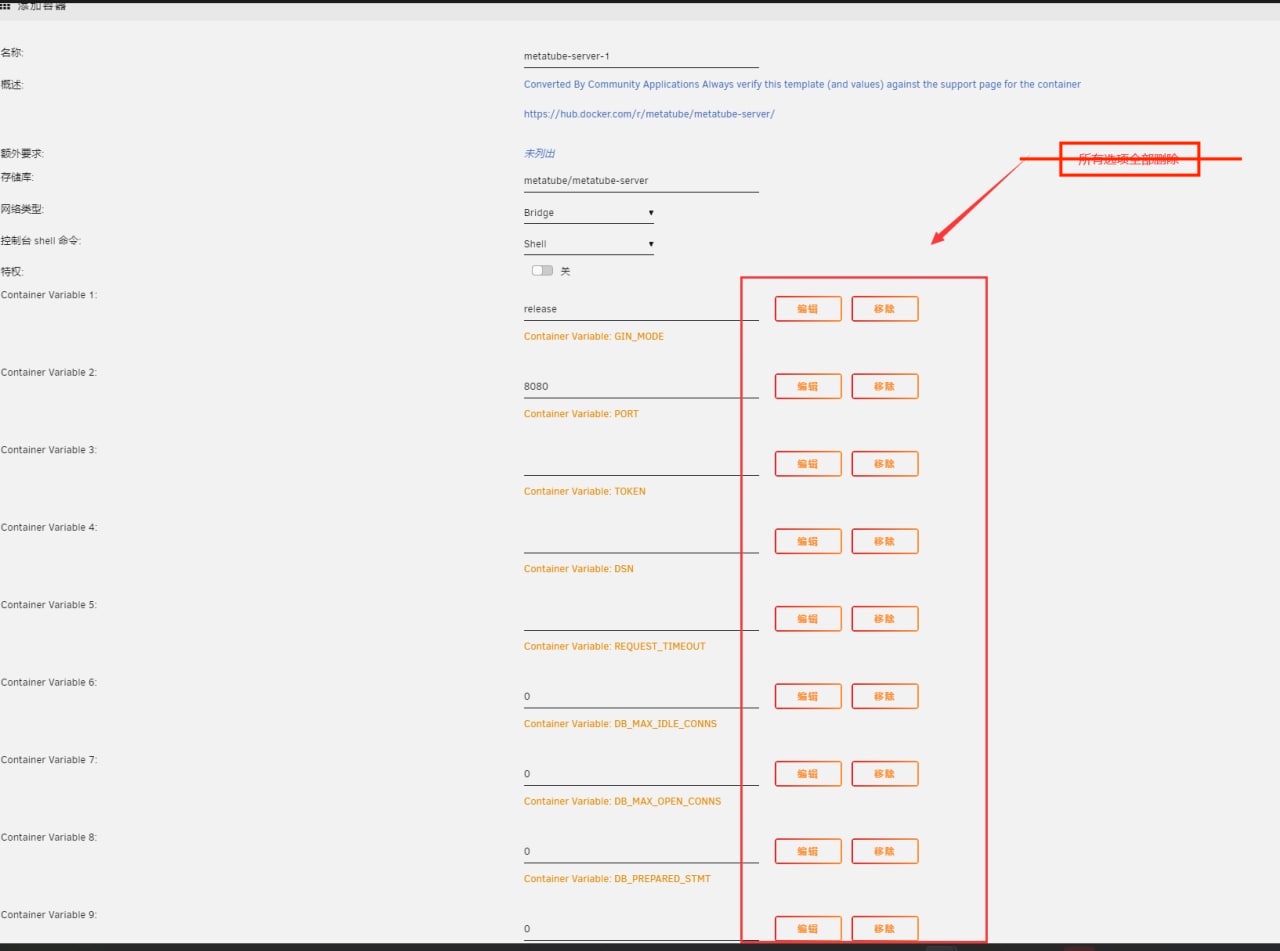 添加容器
名称:
metatube-server-1
概述:
Converted By Community Applications Always verify this template (and values) against the support page for the container
https://hub.docker.com/r/metatube/metatube-server/
额外要求:
未列出
所有选项全部删除
存储库:
metatube/metatube-server
网络类型:
Bridge
控制台 shell 命令:
Shell
特权:
关
Container Variable 1:
release
编辑
移除
Container Variable: GIN_MODE
Container Variable 2:
8080
编辑
移除
Container Variable: PORT
Container Variable 3:
编辑
移除
Container Variable: TOKEN
Container Variable 4:
编辑
移除
Container Variable: DSN
Container Variable 5:
编辑
移除
Container Variable: REQUEST_TIMEOUT
Container Variable 6:
0
编辑
移除
Container Variable: DB_MAX_IDLE_CONNS
Container Variable 7:
0
编辑
移除
Container Variable: DB_MAX_OPEN_CONNS
Container Variable 8:
0
编辑
移除
Container Variable: DB_PREPARED_STMT
Container Variable 9:
0
编辑
移除